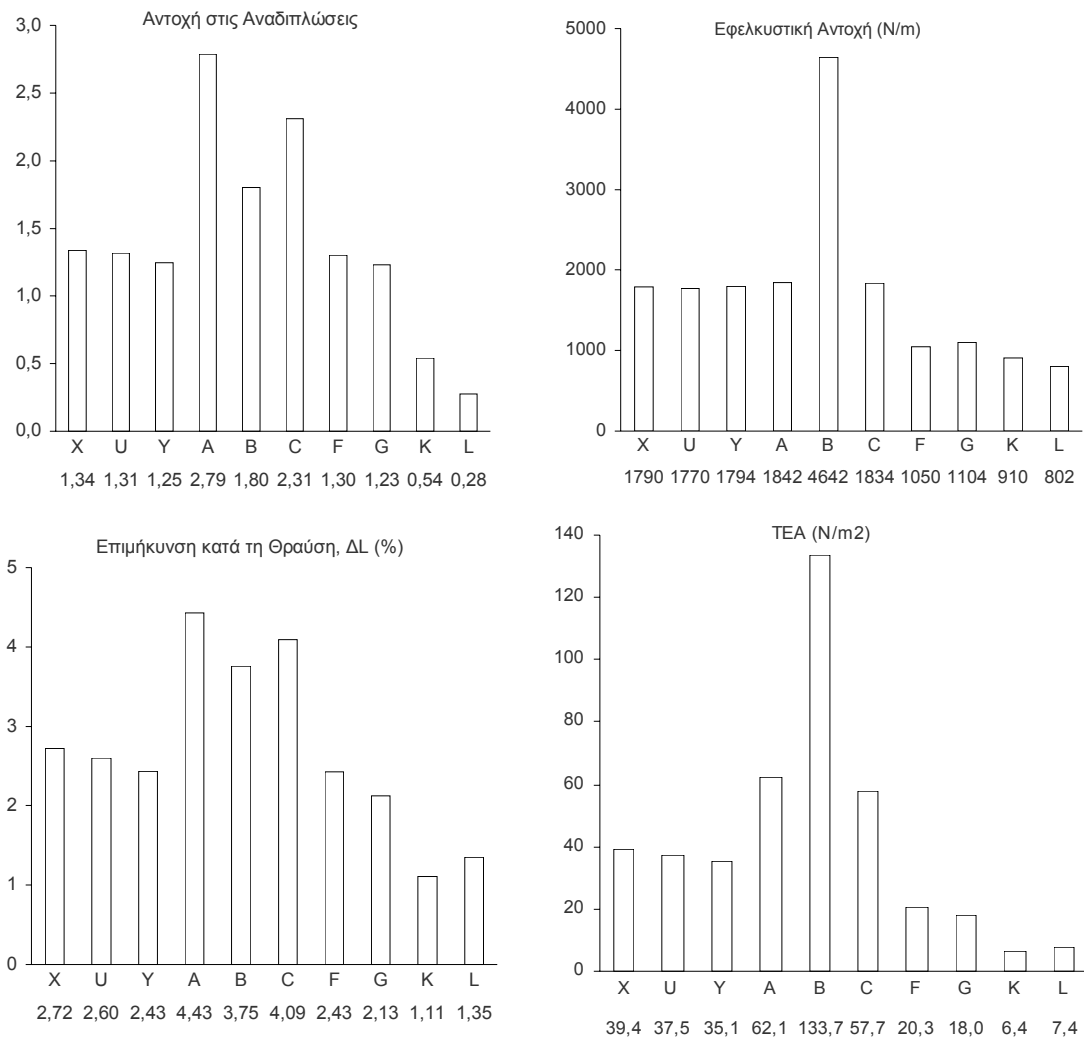 Αντοχή στις Αναδιπλώσεις
3,0
2,5
2,0
1,5
1,0
0,5
0,0
X U Y A B C F G K L
1,34 1,31 1,25 2,79 1,80 2,31 1,30 1,23 0,54 0,28
Εφελκυστική Αντοχή (N/m)
5000
4000
3000
2000
1000
0
X U Y A B C F G K L
1790 1770 1794 1842 4642 1834 1050 1104 910 802
Επιμήκυνση κατά τη Θραύση, ΔL (%)
5
4
3
2
1
0
X U Y A B C F G K L
2,72 2,60 2,43 4,43 3,75 4,09 2,43 2,13 1,11 1,35
TEA (N/m2)
140
120
100
80
60
40
20
0
X U Y A B C F G K L
39,4 37,5 35,1 62,1 133,7 57,7 20,3 18,0 6,4 7,4